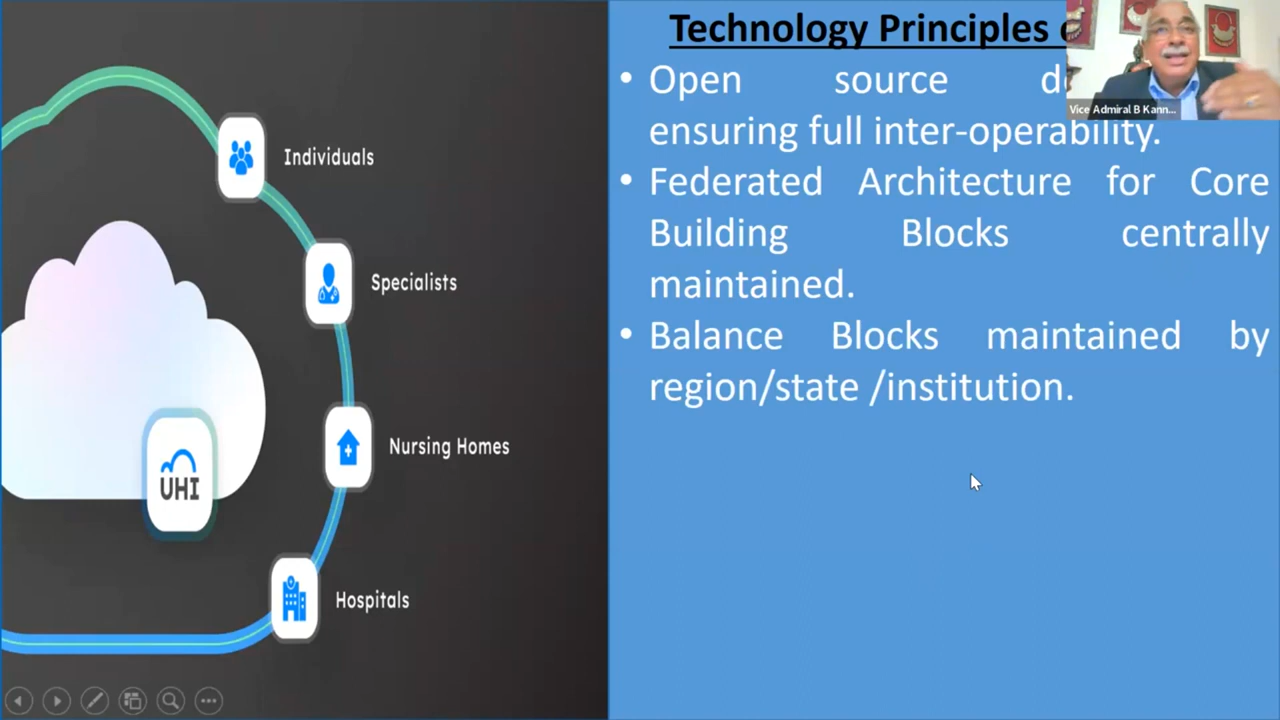 Individuals
Specialists
Nursing Homes
UHI
Hospitals
Technology Principles
Open source
ensuring full inter-operability.
Federated Architecture for Core
Building Blocks centrally
maintained.
Balance Blocks maintained by
region/state /institution.
Vice Admiral B Kann...